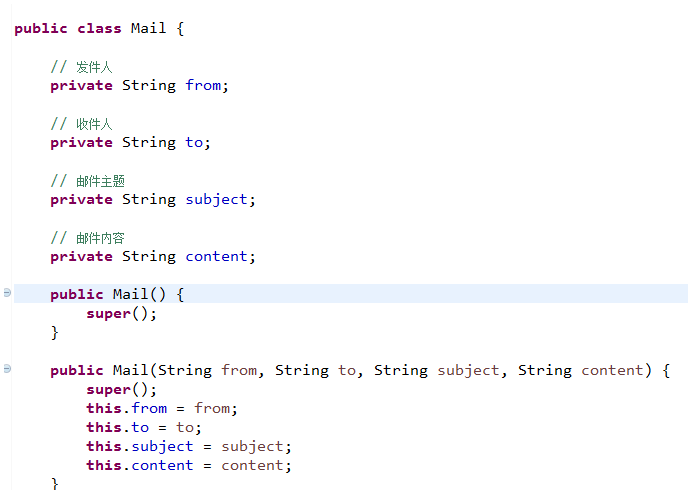 public class Mail {
// 发件人
private String from;
// 收件人
private String to;
// 邮件主题
private String subject;
// 邮件内容
private String content;
public Mail() {
super();
}
public Mail(String from, String to, String subject, String content) {
super();
this.from = from;
this.to = to;
this.subject = subject;
this.content = content;
}